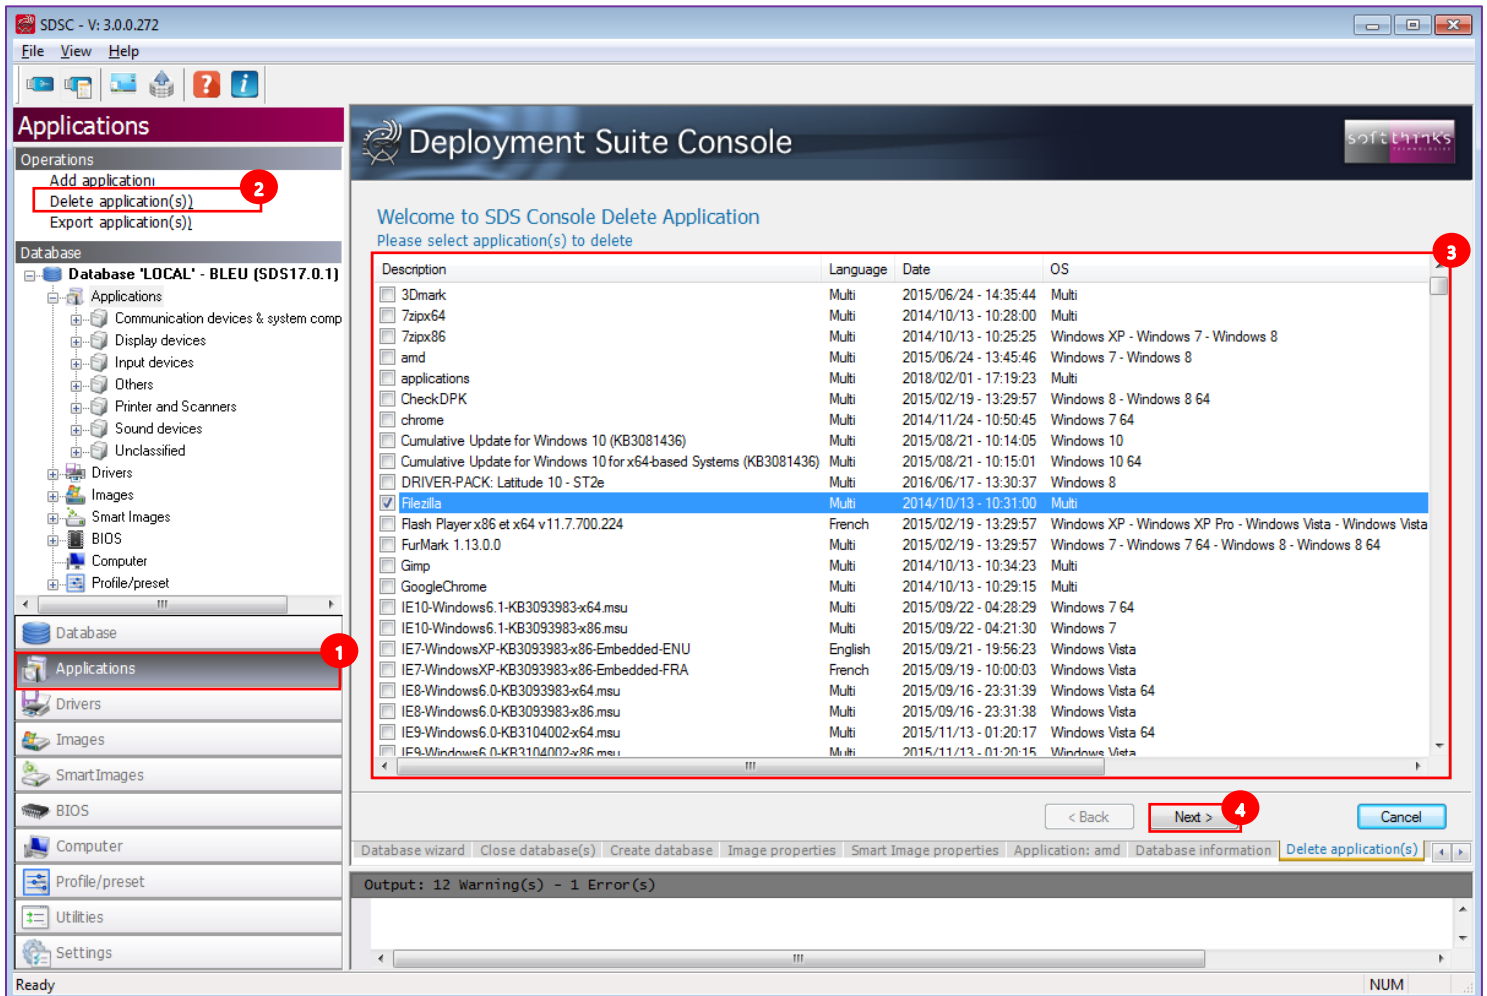 SDSC - V: 3.0.0.272
File View Help
Applications
Operations
Add application
Delete application(s))
Export application(s))
2
Database
Database 'LOCAL' - BLEU (SDS17.0.1)
Applications
Communication devices & system comp
Display devices
Input devices
Others
Printer and Scanners
Sound devices
Unclassified
Drivers
Images
Smart Images
BIOS
Computer
Profile/preset
Database
1
Applications
Drivers
Images
SmartImages
BIOS
Computer
Profile/preset
Utilities
Settings
Deployment Suite Console
softthinks
TECHNOLOGIES
Welcome to SDS Console Delete Application
Please select application(s) to delete
3
Description Language Date OS
3Dmark Multi 2015/06/24 - 14:35:44 Multi
7zipx64 Multi 2014/10/13 - 10:28:00 Multi
7zipx86 Multi 2014/10/13 - 10:25:25 Windows XP - Windows 7 - Windows 8
amd Multi 2015/06/24 - 13:45:46 Windows 7 - Windows 8
applications Multi 2018/02/01 - 17:19:23 Multi
CheckDPK Multi 2015/02/19 - 13:29:57 Windows 8 - Windows 8 64
chrome Multi 2014/11/24 - 10:50:45 Windows 7 64
Cumulative Update for Windows 10 (KB3081436) Multi 2015/08/21 - 10:14:05 Windows 10
Cumulative Update for Windows 10 for x64-based Systems (KB3081436) Multi 2015/08/21 - 10:15:01 Windows 10 64
DRIVER-PACK: Latitude 10 - ST2e Multi 2016/06/17 - 13:30:37 Windows 8
Filezilla Multi 2014/10/13 - 10:31:00 Multi
Flash Player x86 et x64 v11.7.700.224 French 2015/02/19 - 13:29:57 Windows XP - Windows XP Pro - Windows Vista - Windows Vista
FurMark 1.13.0.0 Multi 2015/02/19 - 13:29:57 Windows 7 - Windows 7 64 - Windows 8 - Windows 8 64
Gimp Multi 2014/10/13 - 10:34:23 Multi
GoogleChrome Multi 2014/10/13 - 10:29:15 Multi
IE10-Windows6.1-KB3093983-x64.msu Multi 2015/09/22 - 04:28:29 Windows 7 64
IE10-Windows6.1-KB3093983-x86.msu Multi 2015/09/22 - 04:21:30 Windows 7
IE7-WindowsXP-KB3093983-x86-Embedded-ENU English 2015/09/21 - 19:56:23 Windows Vista
IE7-WindowsXP-KB3093983-x86-Embedded-FRA French 2015/09/19 - 10:00:03 Windows Vista
IE8-Windows6.0-KB3093983-x64.msu Multi 2015/09/16 - 23:31:39 Windows Vista 64
IE8-Windows6.0-KB3093983-x86.msu Multi 2015/09/16 - 23:31:38 Windows Vista
IE9-Windows6.0-KB3104002-x64.msu Multi 2015/11/13 - 01:20:17 Windows Vista 64
IE9-Windows6.0-KB3104002-x86.msu Multi 2015/11/13 - 01:20:15 Windows Vista
< Back Next > 4 Cancel
Database wizard Close database(s) Create database Image properties Smart Image properties Application: amd Database information Delete application(s)
Output: 12 Warning(s) - 1 Error(s)
Ready NUM